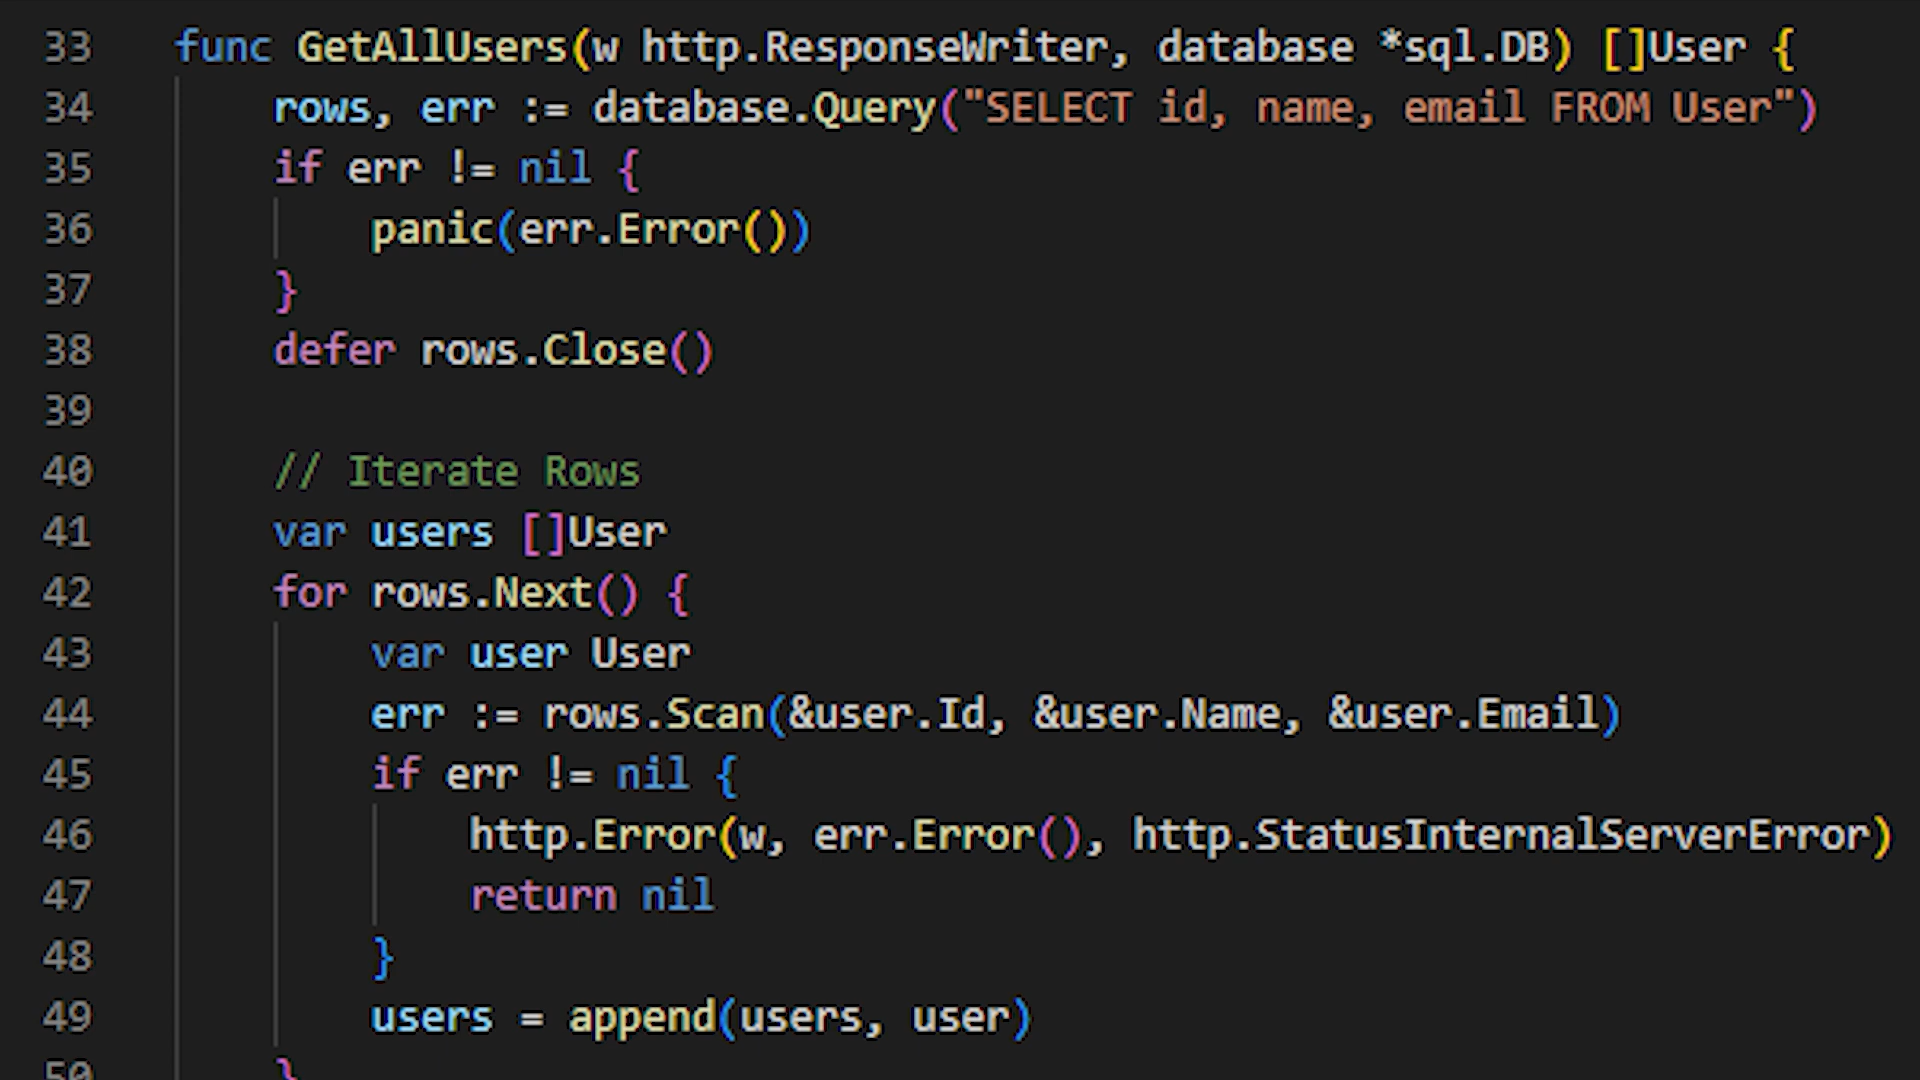 33 func GetAllUsers(w http.ResponseWriter, database *sql.DB) []User {
34 rows, err := database.Query("SELECT id, name, email FROM User")
35 if err != nil {
36 panic(err.Error())
37 }
38 defer rows.Close()
39
40 // Iterate Rows
41 var users []User
42 for rows.Next() {
43 var user User
44 err := rows.Scan(&user.Id, &user.Name, &user.Email)
45 if err != nil {
46 http.Error(w, err.Error(), http.StatusInternalServerError)
47 return nil
48 }
49 users = append(users, user)
50 }